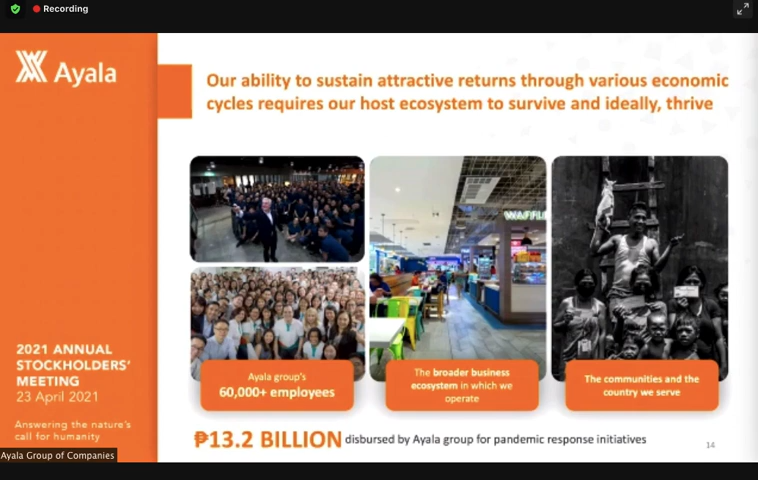 Recording
Ayala
Our ability to sustain attractive returns through various economic
cycles requires our host ecosystem to survive and ideally, thrive
WAFFLE
Ayala group's
60,000+ employees
The broader business
ecosystem in which we
operate
The communities and the
country we serve
2021 ANNUAL
STOCKHOLDERS'
MEETING
23 April 2021
Answering the nature's
call for humanity
₱13.2 BILLION disbursed by Ayala group for pandemic response initiatives
14
Ayala Group of Companies